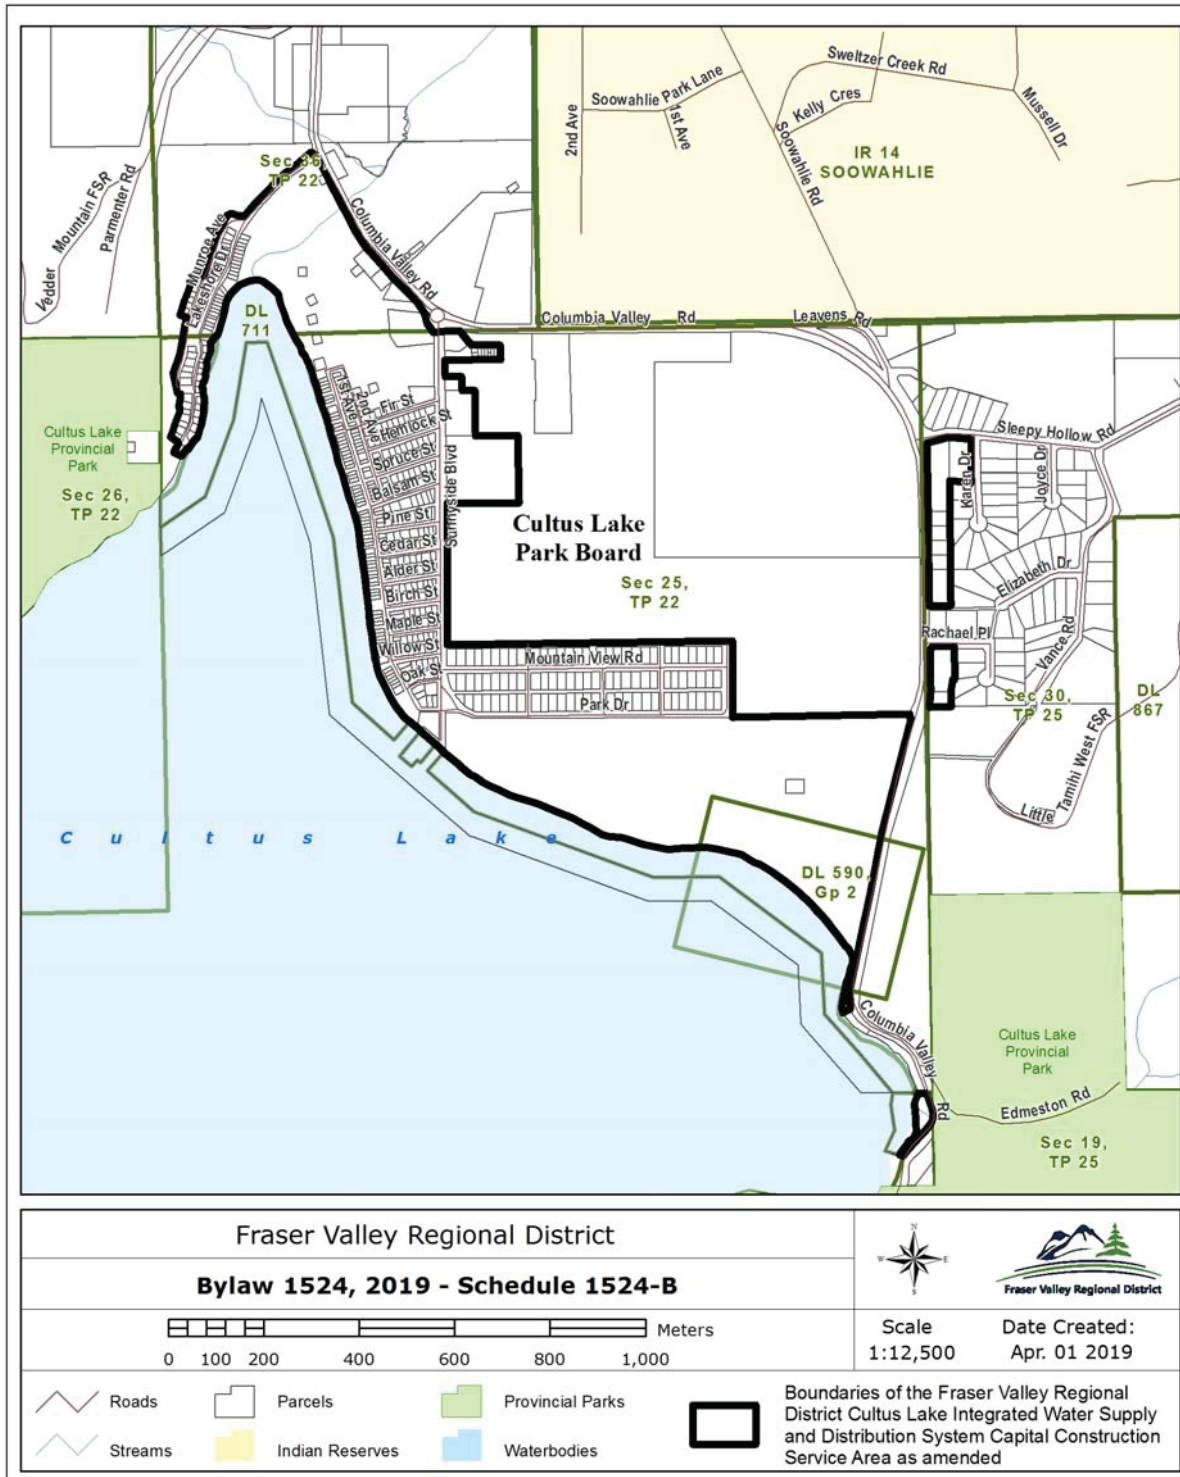 Sweltzer Creek Rd
Soowahlie Park Lane
Kelly Cres
Mussell Dr
1st Ave
2nd Ave
Soowahlie Rd
IR 14
SOOWAHLIE
Sec 36,
TP 22
Vedder Mountain FSR
Parmenter Rd
Munroe Ave
Lakeshore Dr
Columbia Valley Rd
DL
711
Columbia Valley Rd
Leavens Rd
1st Ave
2nd Ave
Fir St
Hemlock St
Spruce St
Balsam St
Pine St
Cedar St
Alder St
Birch St
Maple St
Willow St
Oak St
Sunnyside Blvd
Cultus Lake
Provincial
Park
Sec 26,
TP 22
Cultus Lake
Park Board
Sec 25,
TP 22
Sleepy Hollow Rd
Karen Dr
Joyce Dr
Elizabeth Dr
Rachael Pl
Vance Rd
Mountain View Rd
Park Dr
Sec 30,
TP 25
DL
867
Little Tamihi West FSR
Cultus Lake
DL 590,
Gp 2
Columbia Valley Rd
Cultus Lake
Provincial
Park
Edmeston Rd
Sec 19,
TP 25
Fraser Valley Regional District
Bylaw 1524, 2019 - Schedule 1524-B
Meters
0 100 200 400 600 800 1,000
N
W E
S
Fraser Valley Regional District
Scale
1:12,500
Date Created:
Apr. 01 2019
Roads
Parcels
Provincial Parks
Streams
Indian Reserves
Waterbodies
Boundaries of the Fraser Valley Regional
District Cultus Lake Integrated Water Supply
and Distribution System Capital Construction
Service Area as amended